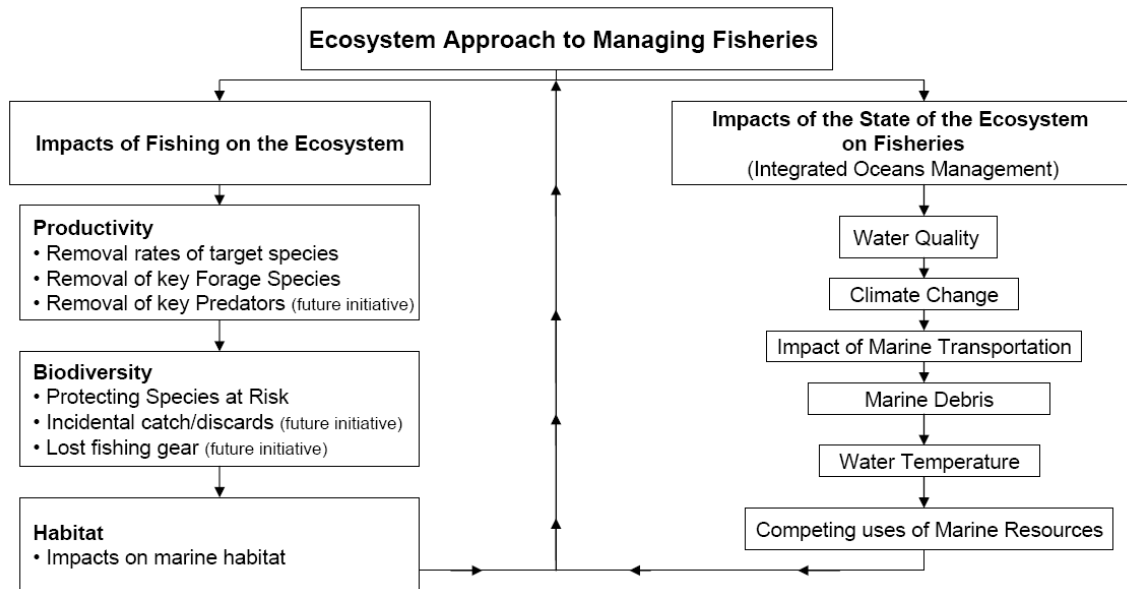 Ecosystem Approach to Managing Fisheries
Impacts of Fishing on the Ecosystem
Productivity
• Removal rates of target species
• Removal of key Forage Species
• Removal of key Predators (future initiative)
Biodiversity
• Protecting Species at Risk
• Incidental catch/discards (future initiative)
• Lost fishing gear (future initiative)
Habitat
• Impacts on marine habitat
Impacts of the State of the Ecosystem
on Fisheries
(Integrated Oceans Management)
Water Quality
Climate Change
Impact of Marine Transportation
Marine Debris
Water Temperature
Competing uses of Marine Resources